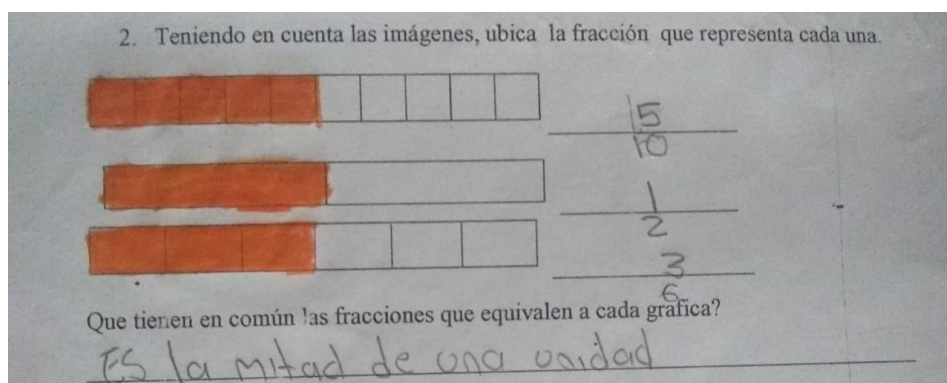 2. Teniendo en cuenta las imágenes, ubica la fracción que representa cada una.
5
10
1
2
3
6
Que tienen en común las fracciones que equivalen a cada gráfica?
ES la mitad de una unidad